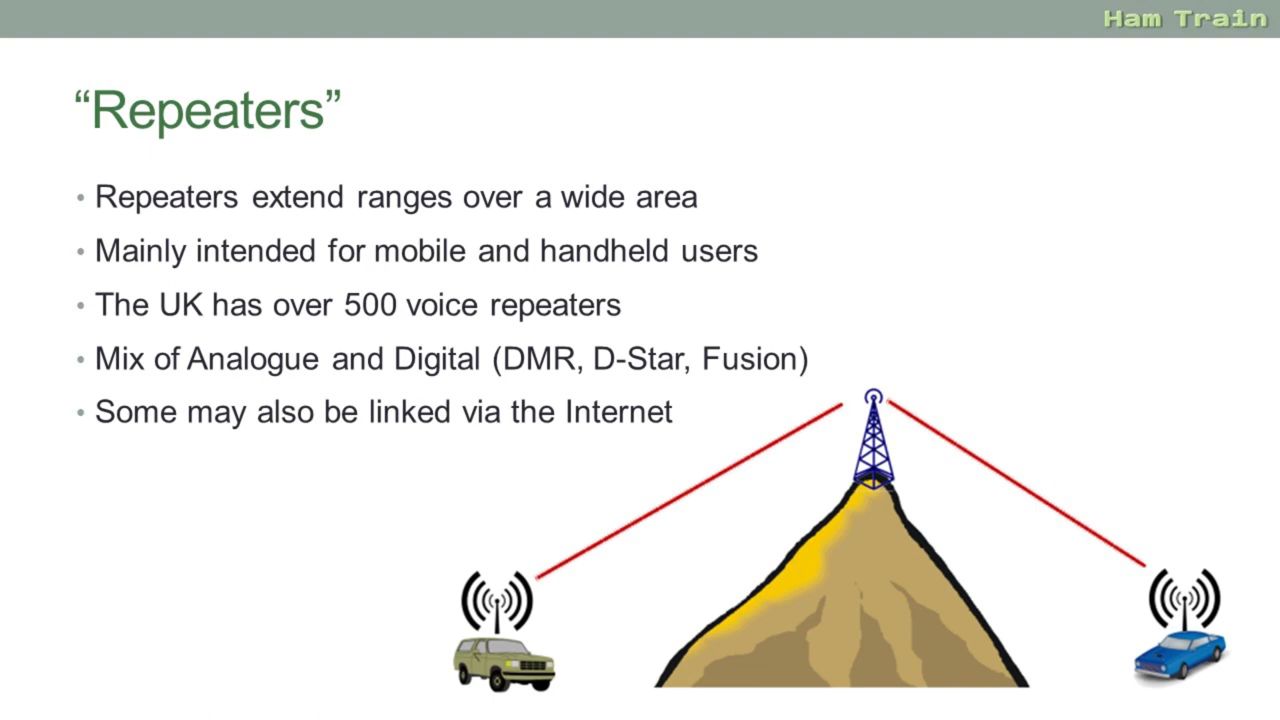 Ham Train
“Repeaters”
• Repeaters extend ranges over a wide area
• Mainly intended for mobile and handheld users
• The UK has over 500 voice repeaters
• Mix of Analogue and Digital (DMR, D-Star, Fusion)
• Some may also be linked via the Internet